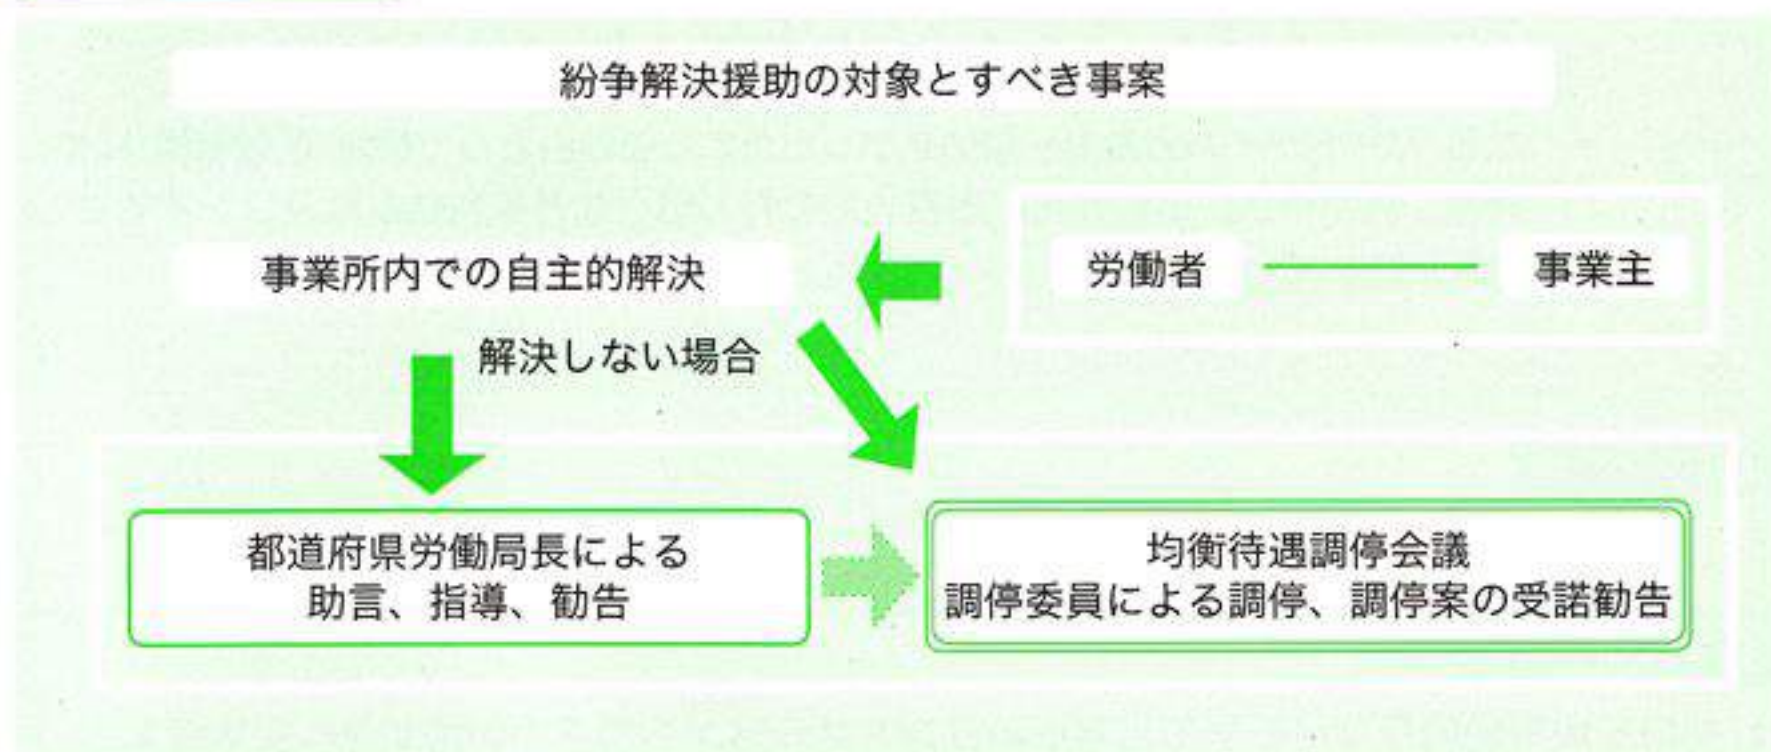 紛争解決援助の対象とすべき事案
事業所内での自主的解決
労働者
事業主
解決しない場合
都道府県労働局長による
助言、指導、勧告
均衡待遇調停会議
調停委員による調停、調停案の受諾勧告